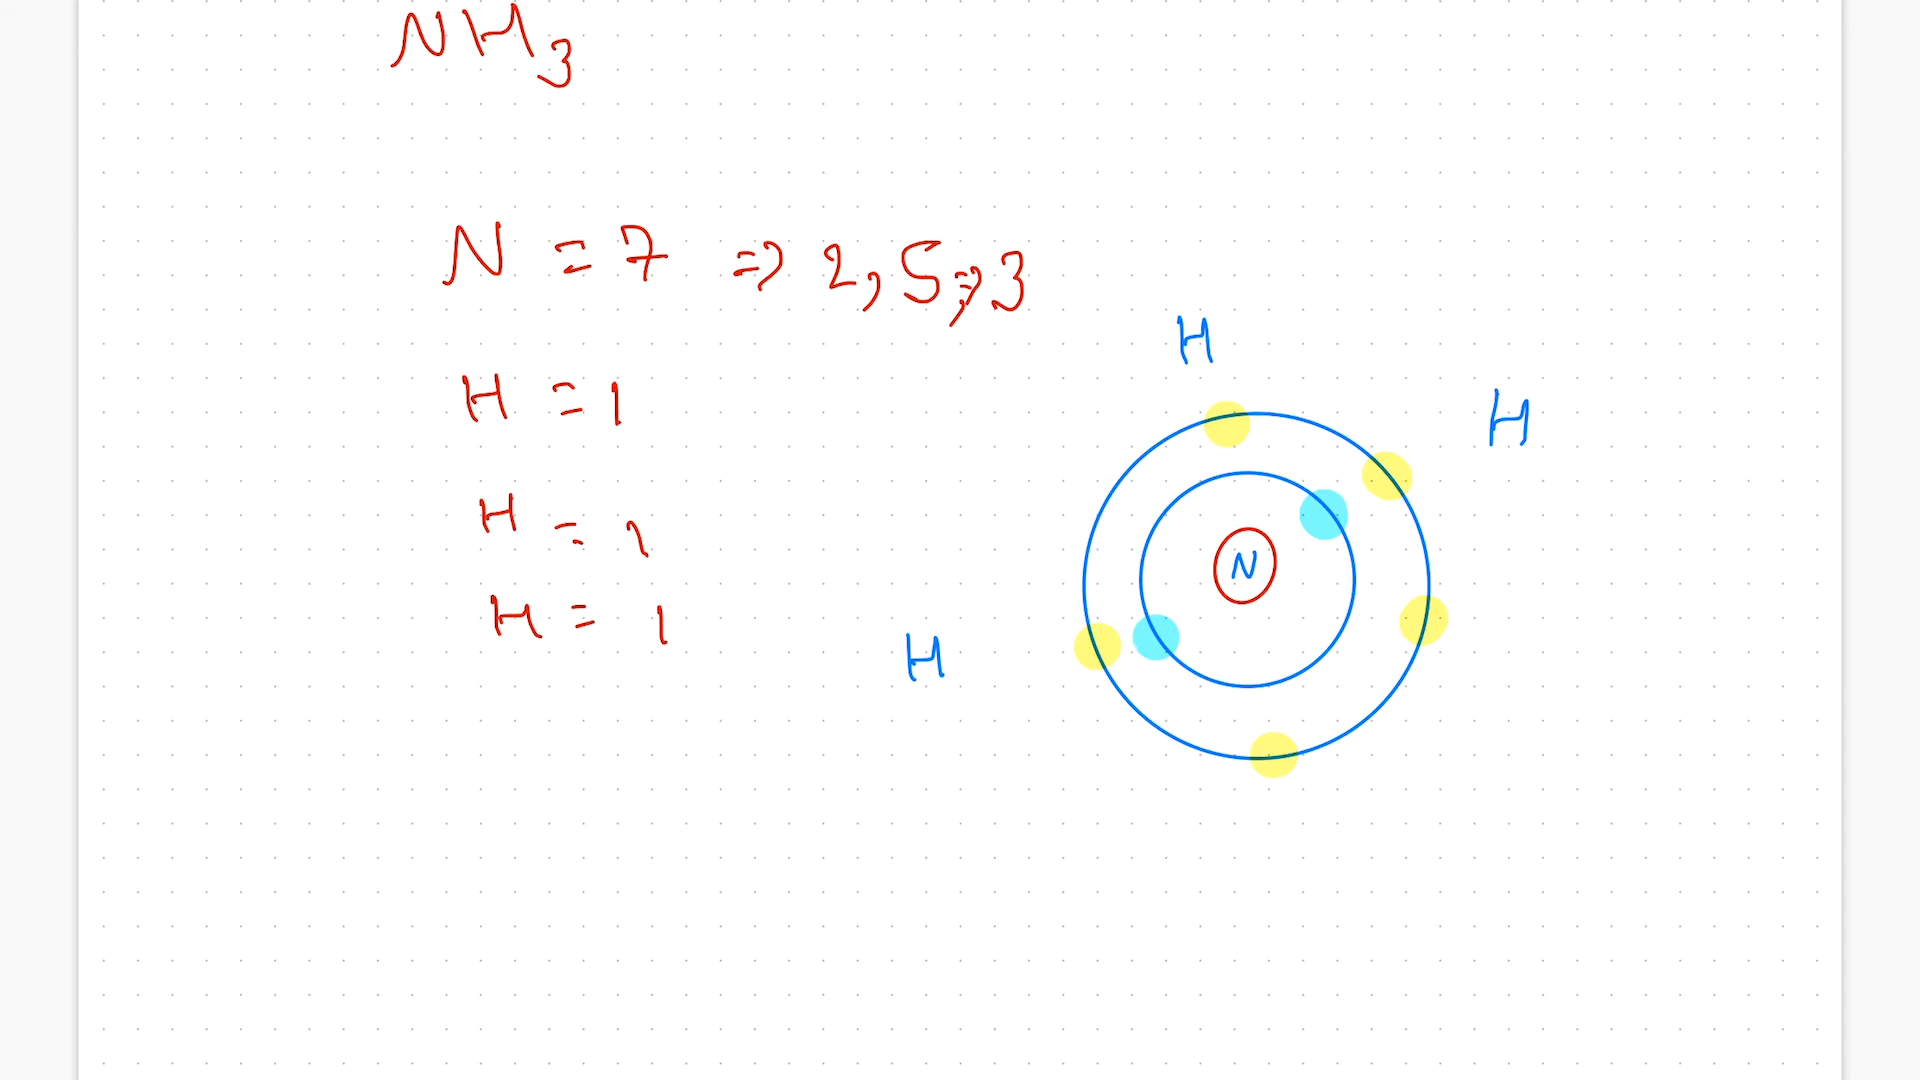 NH₃
N = 7 => 2, 5, => 3
H = 1
H = 1
H = 1
H
H
N
H